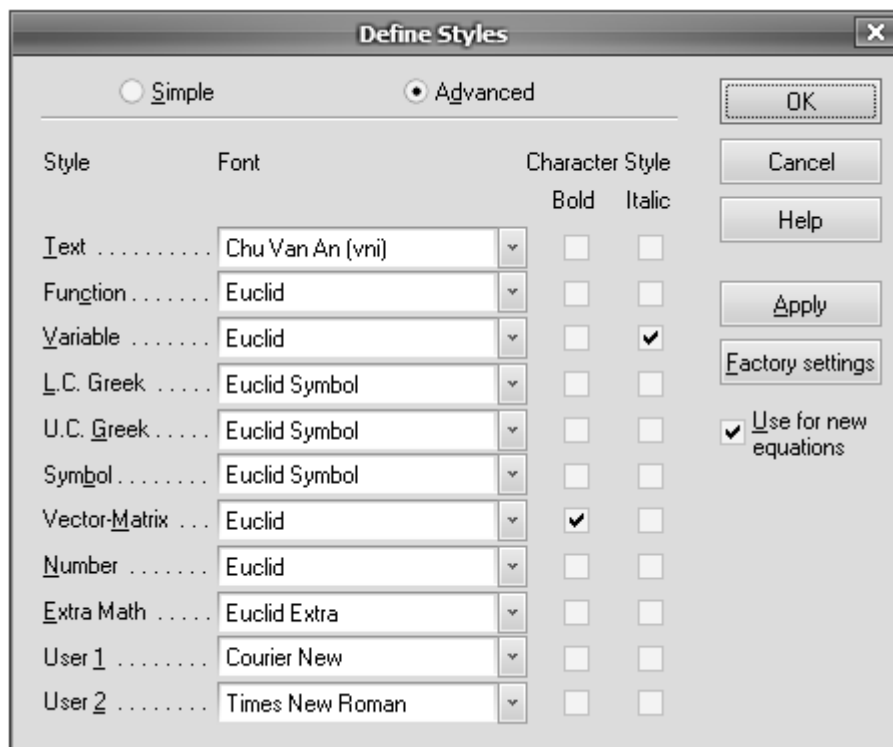 Define Styles
Simple Advanced OK
Style Font Character Style Cancel
Bold Italic
Help
Text .......... Chu Van An (vni)
Function ....... Euclid
Apply
Variable ....... Euclid
Factory settings
L.C. Greek ..... Euclid Symbol
U.C. Greek ..... Euclid Symbol
Use for new
equations
Symbol ........ Euclid Symbol
Vector-Matrix ... Euclid
Number ....... Euclid
Extra Math ..... Euclid Extra
User 1 ........ Courier New
User 2 ........ Times New Roman